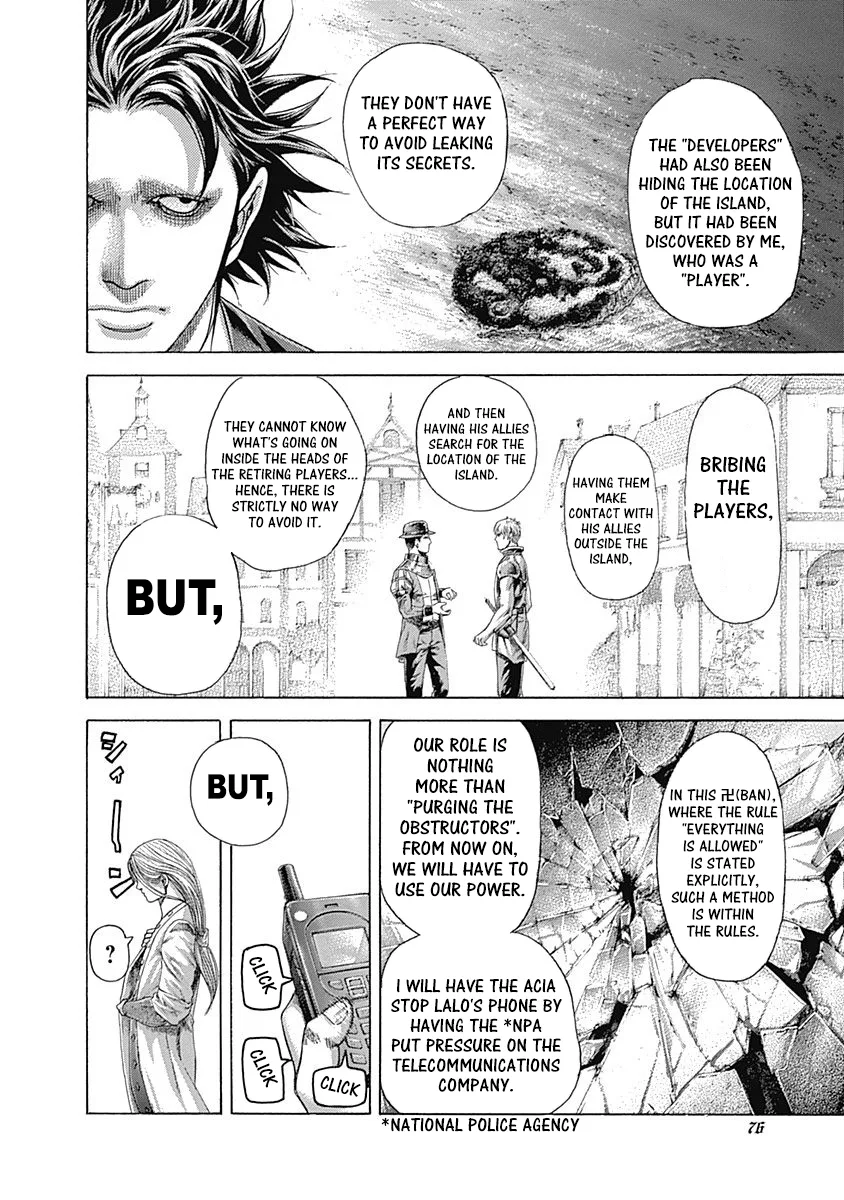 THE "DEVELOPERS"
HAD ALSO BEEN
HIDING THE LOCATION
OF THE ISLAND,
BUT IT HAD BEEN
DISCOVERED BY ME,
WHO WAS A
"PLAYER".
THEY DON'T HAVE
A PERFECT WAY
TO AVOID LEAKING
ITS SECRETS.
BRIBING
THE
PLAYERS,
HAVING THEM
MAKE
CONTACT WITH
HIS ALLIES
OUTSIDE THE
ISLAND,
AND THEN
HAVING HIS ALLIES
SEARCH FOR THE
LOCATION OF THE
ISLAND.
THEY CANNOT KNOW
WHAT'S GOING ON
INSIDE THE HEADS OF
THE RETIRING PLAYERS...
HENCE, THERE IS
STRICTLY NO WAY
TO AVOID IT.
BUT,
IN THIS 卍(BAN),
WHERE THE RULE
"EVERYTHING
IS ALLOWED"
IS STATED
EXPLICITLY,
SUCH A METHOD
IS WITHIN
THE RULES.
OUR ROLE IS
NOTHING
MORE THAN
"PURGING THE
OBSTRUCTORS".
FROM NOW ON,
WE WILL HAVE TO
USE OUR POWER.
I WILL HAVE THE ACIA
STOP LALO'S PHONE BY
HAVING THE *NPA
PUT PRESSURE ON THE
TELECOMMUNICATIONS
COMPANY.
*NATIONAL POLICE AGENCY
BUT,
CLICK
CLICK
CLICK
シィーーン
?
76